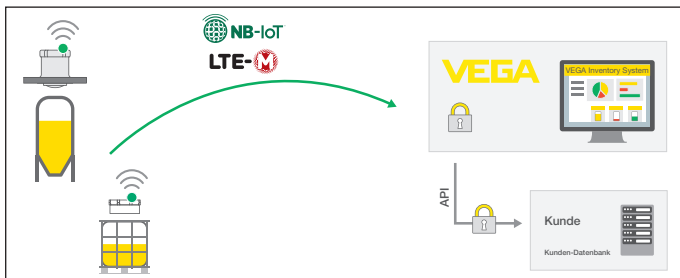 NB-IoT
LTE-M
VEGA
VEGA Inventory System
API
Kunde
Kunden-Datenbank